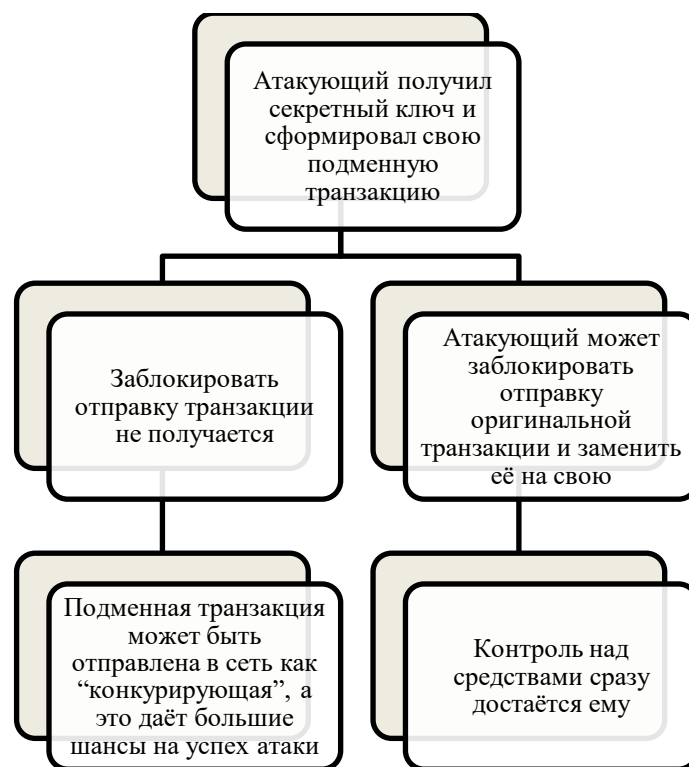 Атакующий получил
секретный ключ и
сформировал свою
подменную
транзакцию
Заблокировать
отправку транзакции
не получается
Атакующий может
заблокировать
отправку
оригинальной
транзакции и заменить
её на свою
Подменная транзакция
может быть
отправлена в сеть как
“конкурирующая”, а
это даёт большие
шансы на успех атаки
Контроль над
средствами сразу
достаётся ему